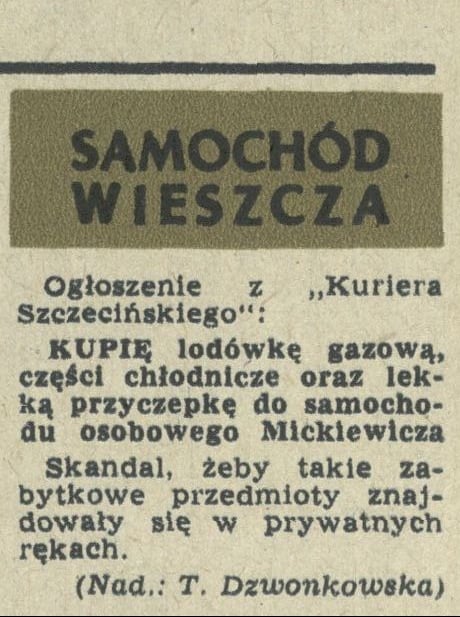 SAMOCHÓD
WIESZCZA
Ogłoszenie z „Kuriera
Szczecińskiego“:
KUPIĘ lodówkę gazową,
części chłodnicze oraz lek-
ką przyczepkę do samocho-
du osobowego Mickiewicza
Skandal, żeby takie za-
bytkowe przedmioty znaj-
dowały się w prywatnych
rękach.
(Nad.: T. Dzwonkowska)